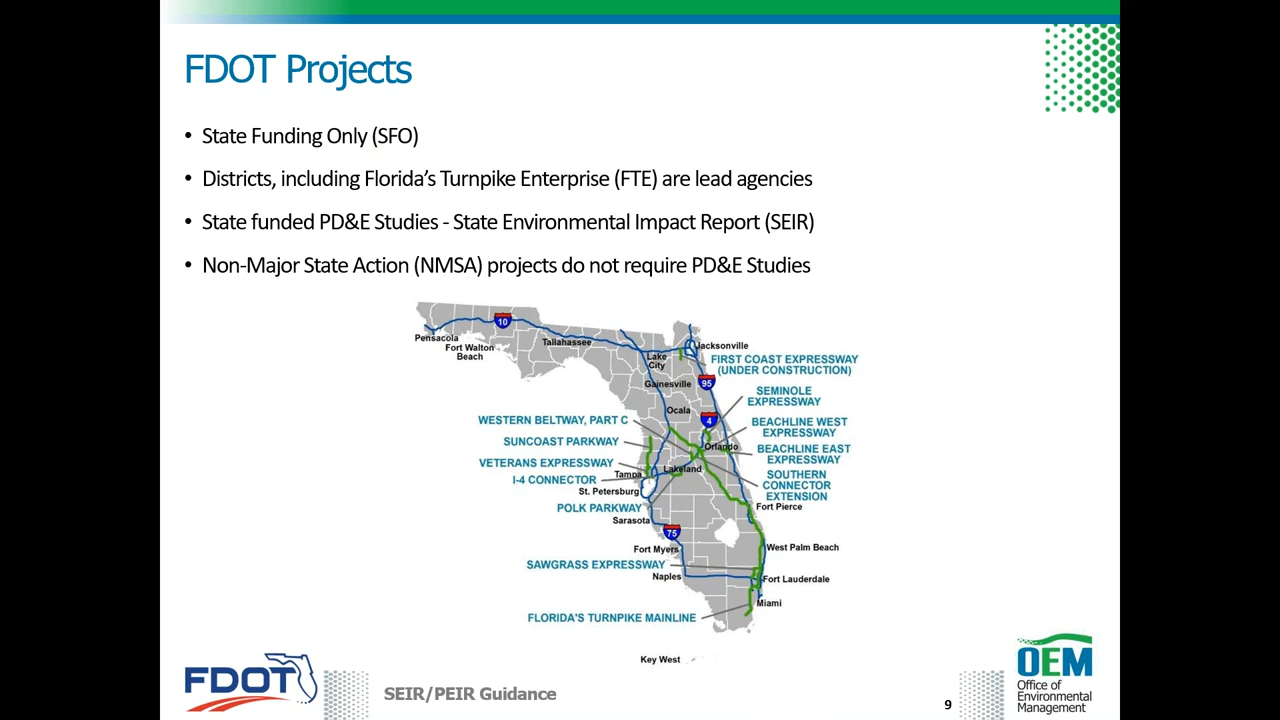 FDOT Projects
• State Funding Only (SFO)
• Districts, including Florida's Turnpike Enterprise (FTE) are lead agencies
• State funded PD&E Studies - State Environmental Impact Report (SEIR)
• Non-Major State Action (NMSA) projects do not require PD&E Studies
10
Pensacola
Fort Walton
Beach
Tallahassee
Lake
City
Jacksonville
FIRST COAST EXPRESSWAY
(UNDER CONSTRUCTION)
Gainesville
95
SEMINOLE
EXPRESSWAY
Ocala
4
WESTERN BELTWAY, PART C
BEACHLINE WEST
EXPRESSWAY
SUNCOAST PARKWAY
Orlando
BEACHLINE EAST
EXPRESSWAY
VETERANS EXPRESSWAY
Lakeland
Tampa
I-4 CONNECTOR
SOUTHERN
CONNECTOR
EXTENSION
St. Petersburg
POLK PARKWAY
Fort Pierce
Sarasota
75
Fort Myers
West Palm Beach
SAWGRASS EXPRESSWAY
Naples
Fort Lauderdale
Miami
FLORIDA'S TURNPIKE MAINLINE
Key West
FDOT
SEIR/PEIR Guidance
9
OEM
Office of
Environmental
Management